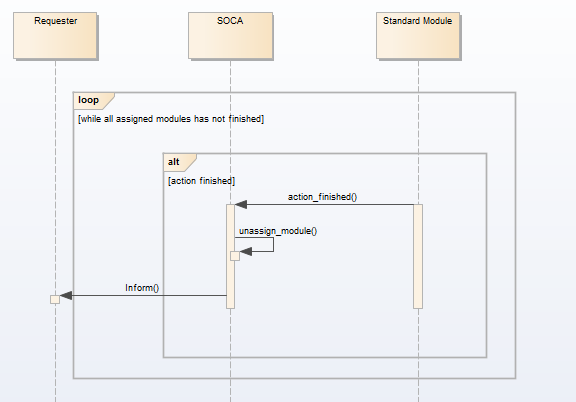 Requester
SOCA
Standard Module
loop
[while all assigned modules has not finished]
alt
[action finished]
action_finished()
unassign_module()
Inform()